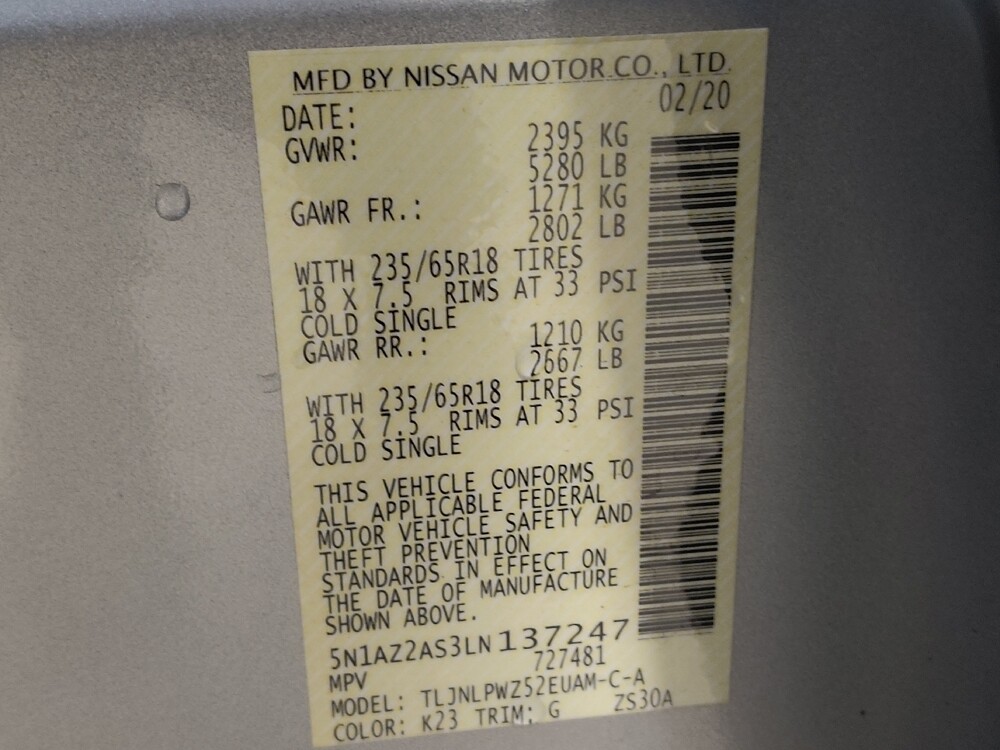 MFD BY NISSAN MOTOR CO., LTD.
DATE: 02/20
GVWR: 2395 KG
5280 LB
GAWR FR.: 1271 KG
2802 LB
WITH 235/65R18 TIRES
18 X 7.5 RIMS AT 33 PSI
COLD SINGLE
GAWR RR.: 1210 KG
2667 LB
WITH 235/65R18 TIRES
18 X 7.5 RIMS AT 33 PSI
COLD SINGLE
THIS VEHICLE CONFORMS TO
ALL APPLICABLE FEDERAL
MOTOR VEHICLE SAFETY AND
THEFT PREVENTION
STANDARDS IN EFFECT ON
THE DATE OF MANUFACTURE
SHOWN ABOVE.
5N1AZ2AS3LN137247
MPV 727481
MODEL: TLJNLPWZ52EUAM-C-A
COLOR: K23 TRIM; G ZS30A